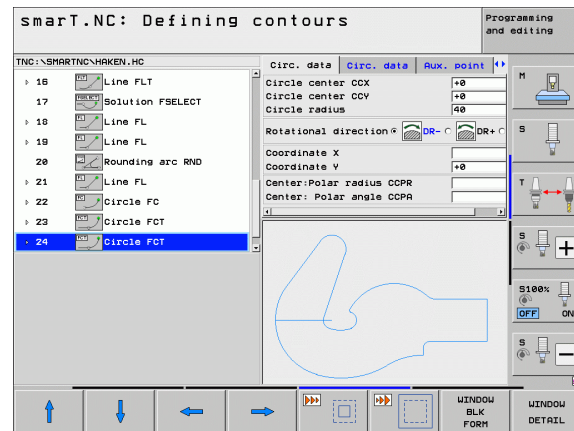 smarT.NC: Defining contours
Programming
and editing
TNC:\SMARTNC\HAKEN.HC
16 Line FLT
17 Solution FSELECT
18 Line FL
19 Line FL
20 Rounding arc RND
21 Line FL
22 Circle FC
23 Circle FCT
24 Circle FCT
Circ. data Circ. data Aux. point
Circle center CCX +0
Circle center CCY +0
Circle radius 40
Rotational direction DR- DR+
Coordinate X
Coordinate Y +0
Center:Polar radius CCPR
Center: Polar angle CCPA
M
S
T
S
S100%
OFF ON
S
WINDOW
BLK
FORM
WINDOW
DETAIL